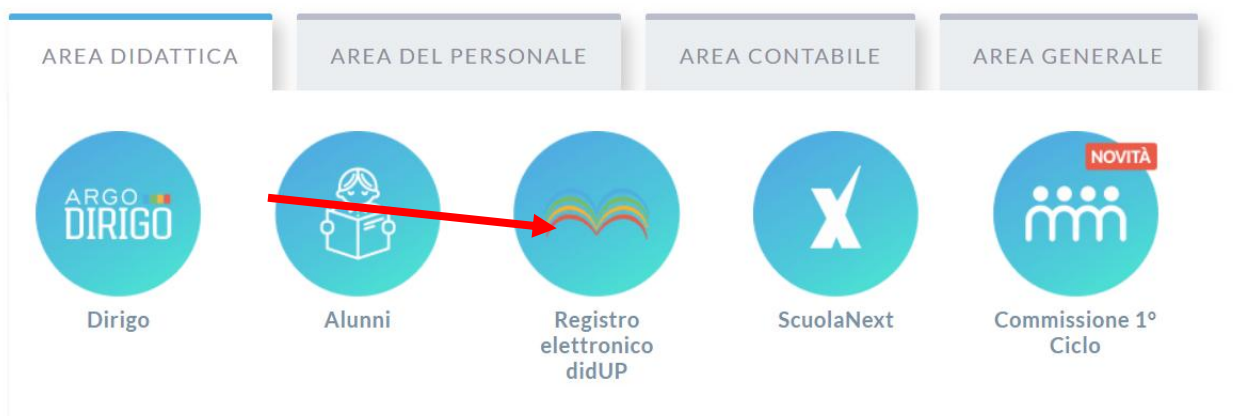 AREA DIDATTICA
AREA DEL PERSONALE
AREA CONTABILE
AREA GENERALE
ARGO
DIRIGO
NOVITÀ
Dirigo
Alunni
Registro
elettronico
didUP
ScuolaNext
Commissione 1°
Ciclo